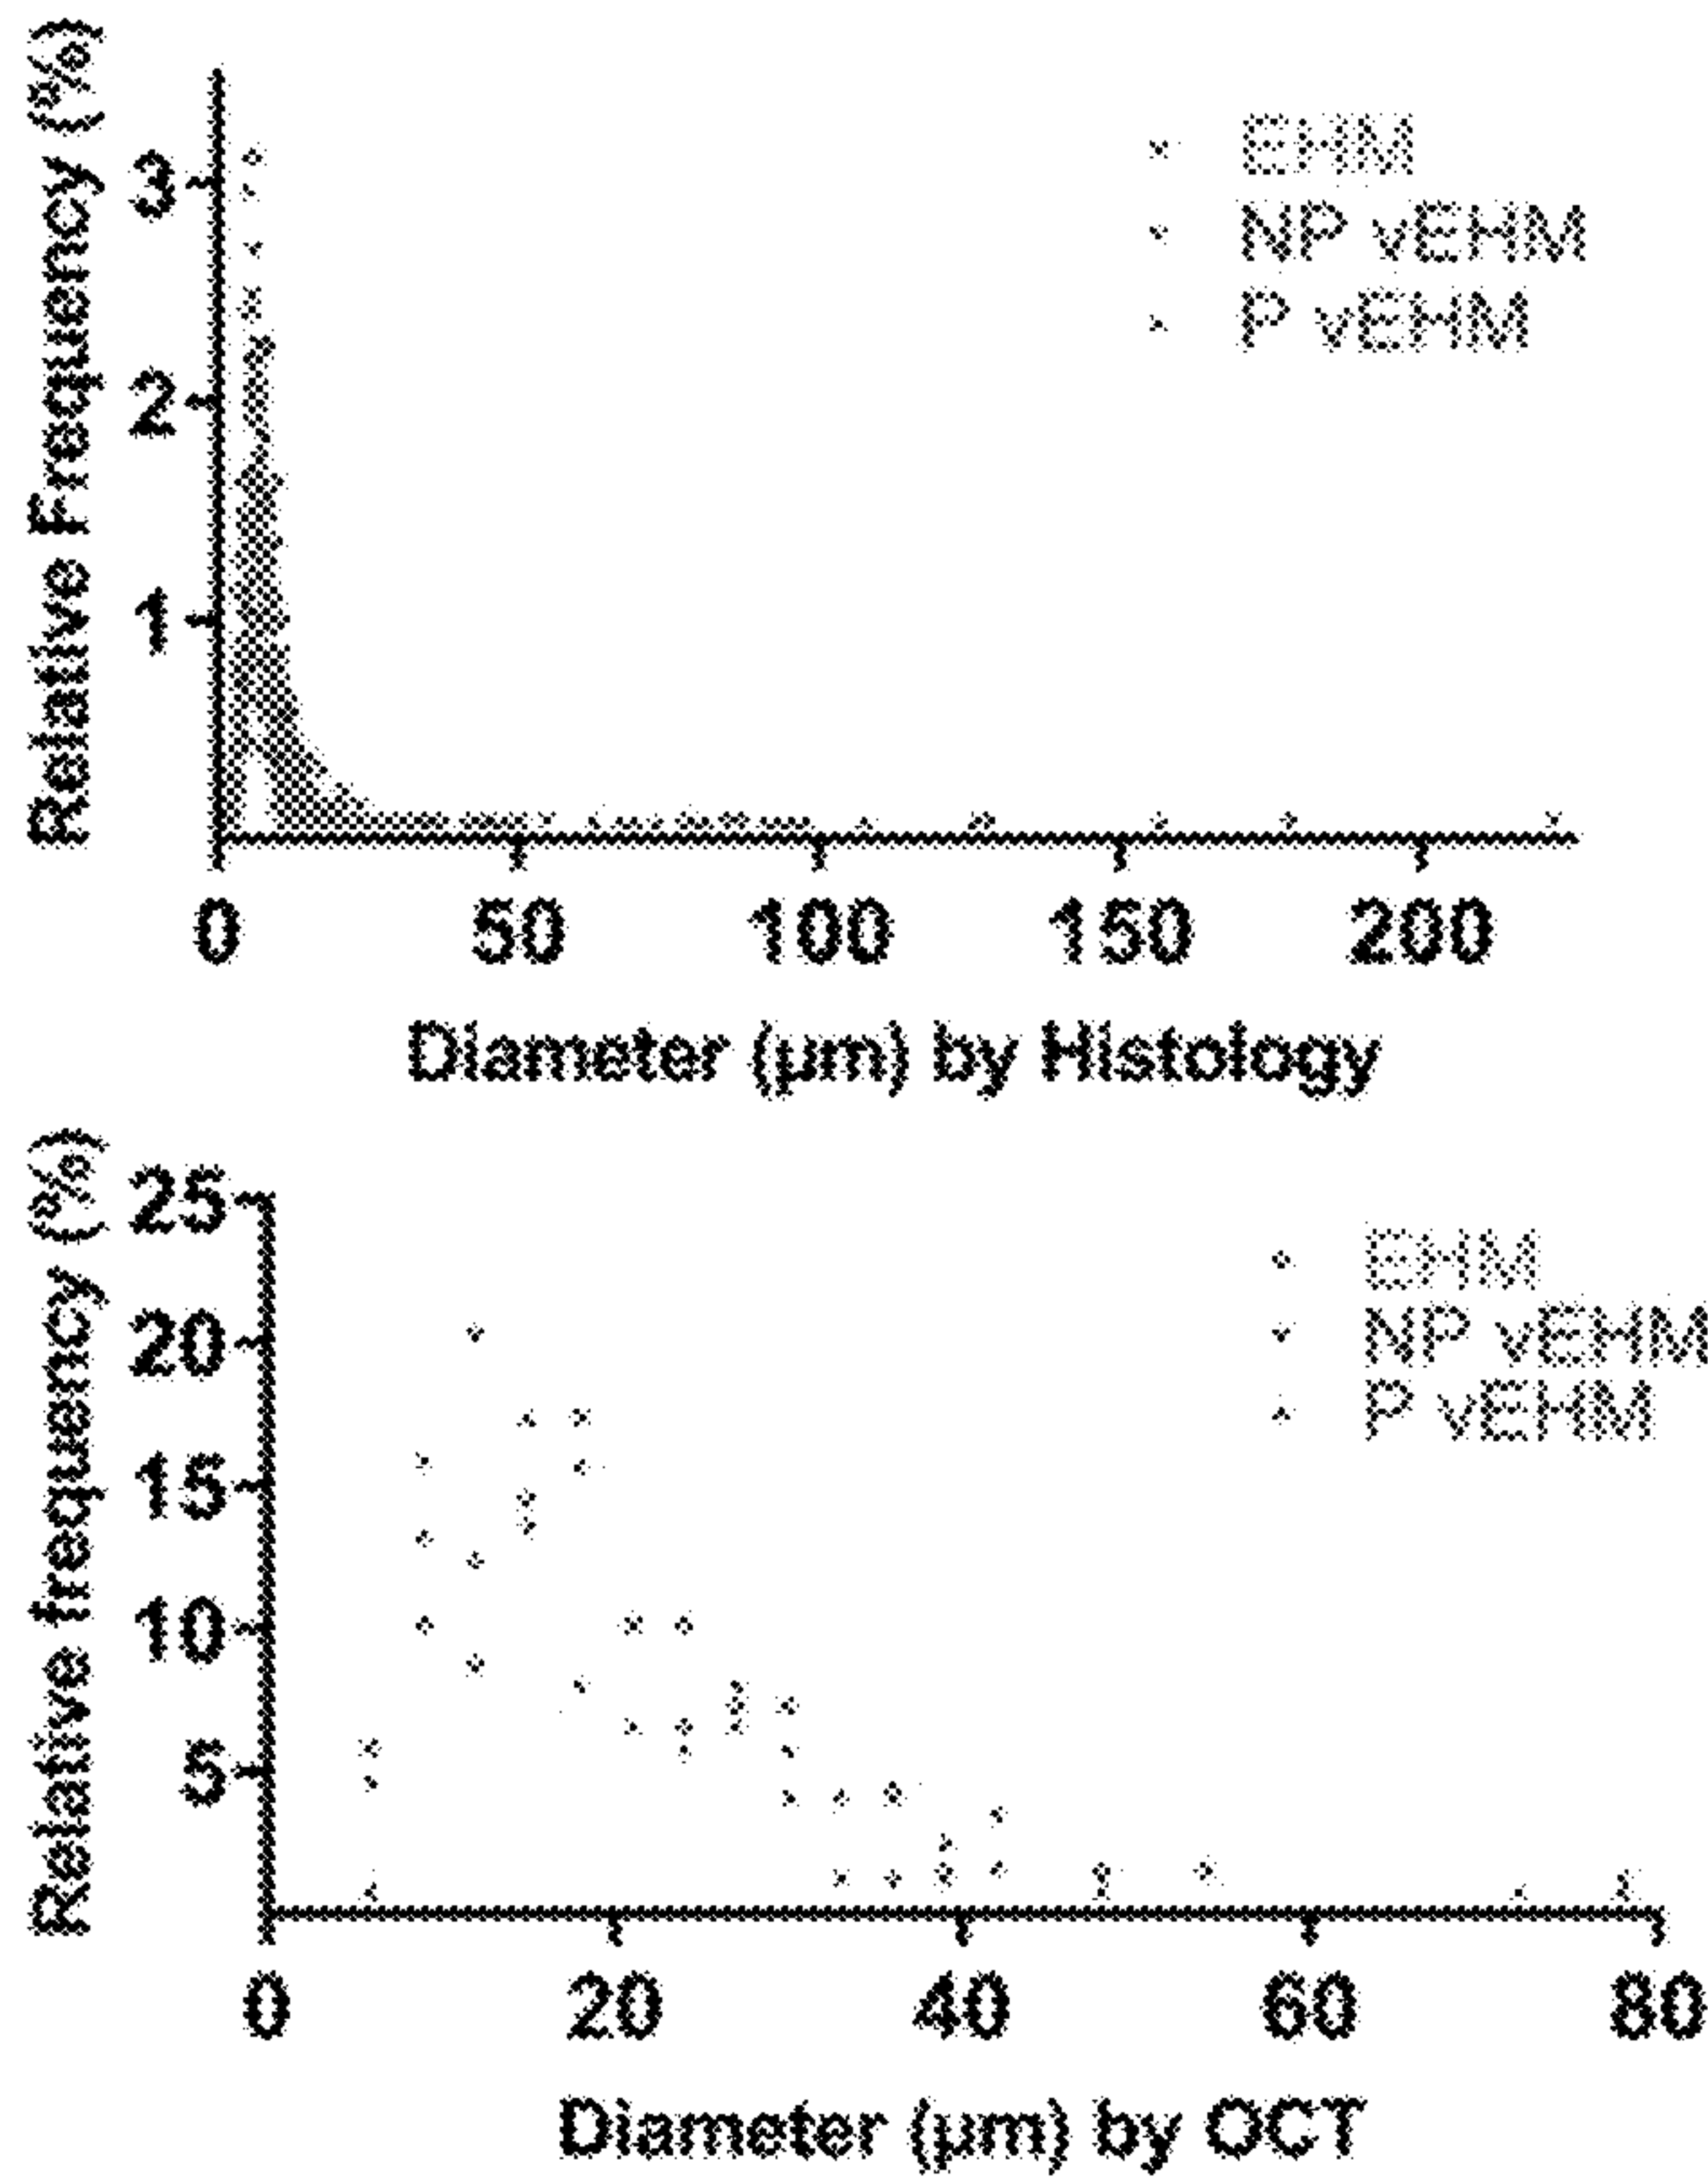 Relative Frequency (%)
3
2
1
EHM
NP vEHM
P vEHM
0 50 100 150 200
Diameter (µm) by Histology
Relative frequency (%)
25
20
15
10
5
EHM
NP vEHM
P vEHM
0 20 40 60 80
Diameter (µm) by OCT